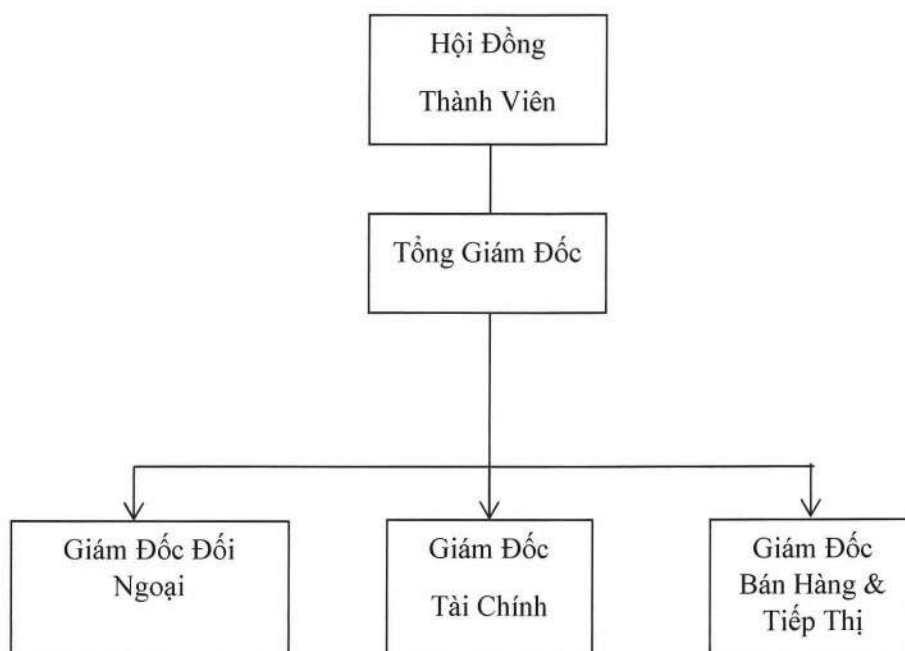 Hội Đồng
Thành Viên
Tổng Giám Đốc
Giám Đốc Đối
Ngoại
Giám Đốc
Tài Chính
Giám Đốc
Bán Hàng &
Tiếp Thị